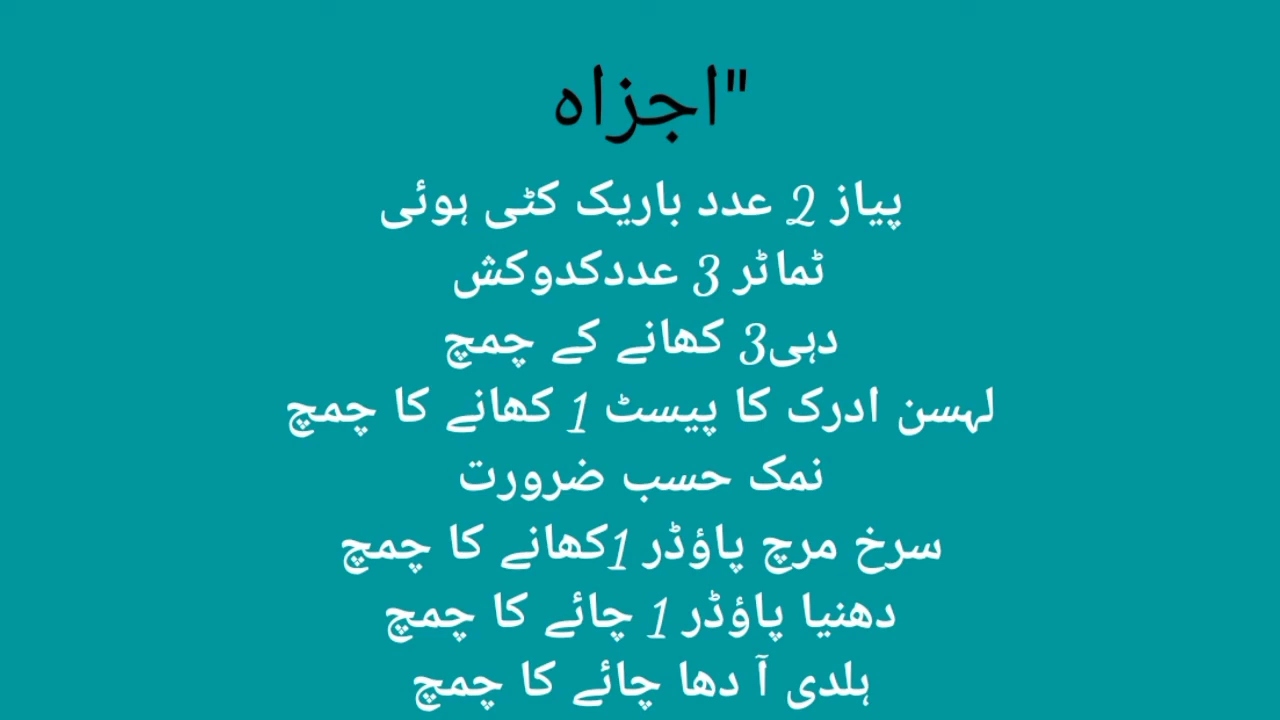 "اجزاہ
پیاز 2 عدد باریک کٹی ہوئی
ٹماٹر 3 عددکدوکش
دہی3 کھانے کے چمچ
لہسن ادرک کا پیسٹ 1 کھانے کا چمچ
نمک حسب ضرورت
سرخ مرچ پاؤڈر 1کھانے کا چمچ
دھنیا پاؤڈر 1 چائے کا چمچ
ہلدی آ دھا چائے کا چمچ